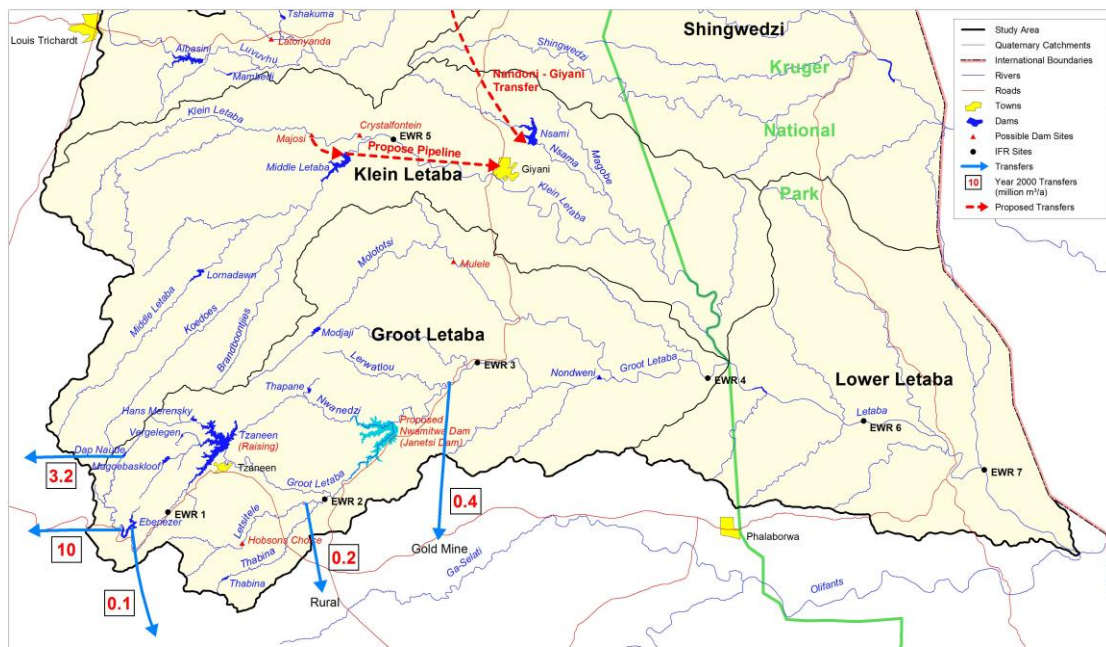 Tshakuma
Louis Trichardt
Latonyanda
Albasini
Luvuvhu
Mambedi
Shingwedzi
Shingwedzi
Kruger
National
Park
Nandoni - Giyani
Transfer
Klein Letaba
Majosi
Crystalfontein
EWR 5
Propose Pipeline
Middle Letaba
Klein Letaba
Nsami
Nsama
Magobe
Giyani
Klein Letaba
Molototsi
Mulele
Lornadawn
Middle Letaba
Koedoes
Brandboontjies
Modjaji
Groot Letaba
Lerwatlou
EWR 3
Nondweni
Groot Letaba
EWR 4
Lower Letaba
Letaba
EWR 6
EWR 7
Thapane
Nwanedzi
Hans Merensky
Vergelegen
Tzaneen
(Raising)
Proposed
Nwamitwa Dam
(Janetsi Dam)
Dap Naude
Magoebaskloof
Tzaneen
3.2
Groot Letaba
EWR 2
0.4
EWR 1
Ebenezer
10
Letsitele
Hobsons Choice
Thabina
Thabina
0.2
Gold Mine
Ga-Selati
Phalaborwa
Olifants
0.1
Rural
Study Area
Quaternary Catchments
International Boundaries
Rivers
Roads
Towns
Dams
Possible Dam Sites
IFR Sites
Transfers
10 Year 2000 Transfers
(million m³/a)
Proposed Transfers